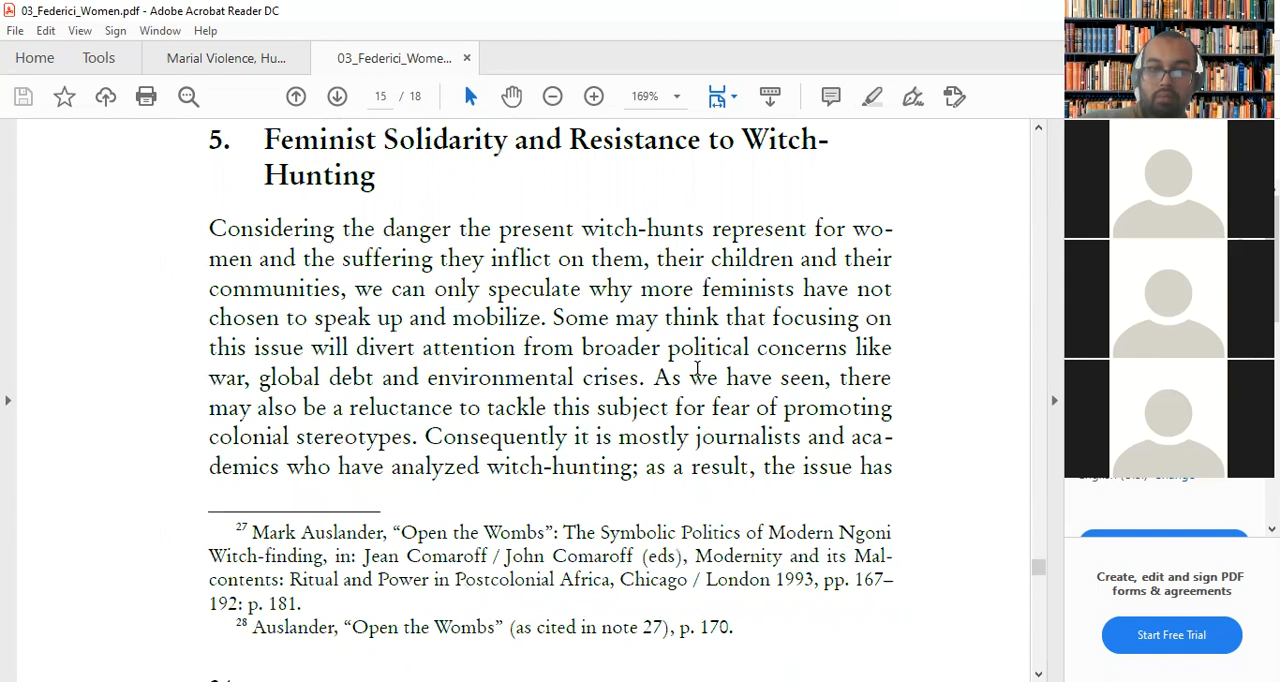 03_Federici_Women.pdf - Adobe Acrobat Reader DC
File Edit View Sign Window Help
Home Tools Marial Violence, Hu... 03_Federici_Wome... ×
15 / 18 169%
5. Feminist Solidarity and Resistance to Witch-
Hunting
Considering the danger the present witch-hunts represent for wo-
men and the suffering they inflict on them, their children and their
communities, we can only speculate why more feminists have not
chosen to speak up and mobilize. Some may think that focusing on
this issue will divert attention from broader political concerns like
war, global debt and environmental crises. As we have seen, there
may also be a reluctance to tackle this subject for fear of promoting
colonial stereotypes. Consequently it is mostly journalists and aca-
demics who have analyzed witch-hunting; as a result, the issue has
27 Mark Auslander, “Open the Wombs”: The Symbolic Politics of Modern Ngoni
Witch-finding, in: Jean Comaroff / John Comaroff (eds), Modernity and its Mal-
contents: Ritual and Power in Postcolonial Africa, Chicago / London 1993, pp. 167–
192: p. 181.
28 Auslander, “Open the Wombs” (as cited in note 27), p. 170.
Create, edit and sign PDF
forms & agreements
Start Free Trial